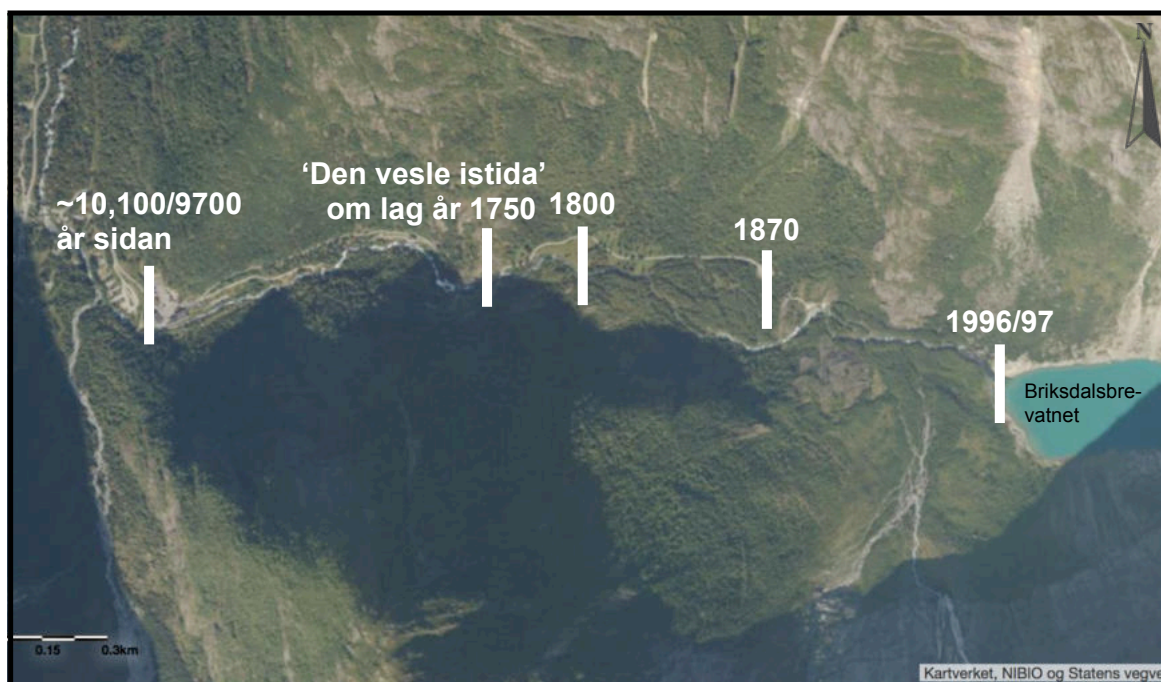 N
'Den vesle istida'
om lag år 1750
~10,100/9700
år sidan
1800
1870
1996/97
Briksdalsbre-
vatnet
0.15 0.3km
Kartverket, NIBIO og Statens vegve